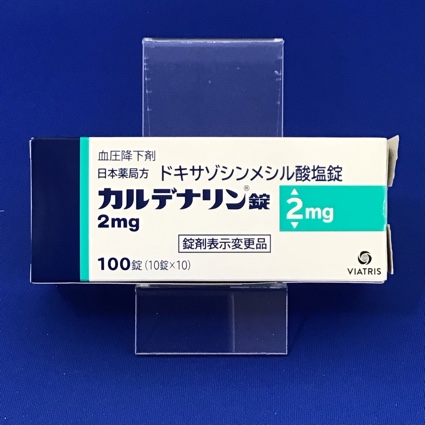 血圧降下剤
日本薬局方 ドキサゾシンメシル酸塩錠
カルデナリン®錠
2mg
2mg
錠剤表示変更品
100錠(10錠×10)
VIATRIS